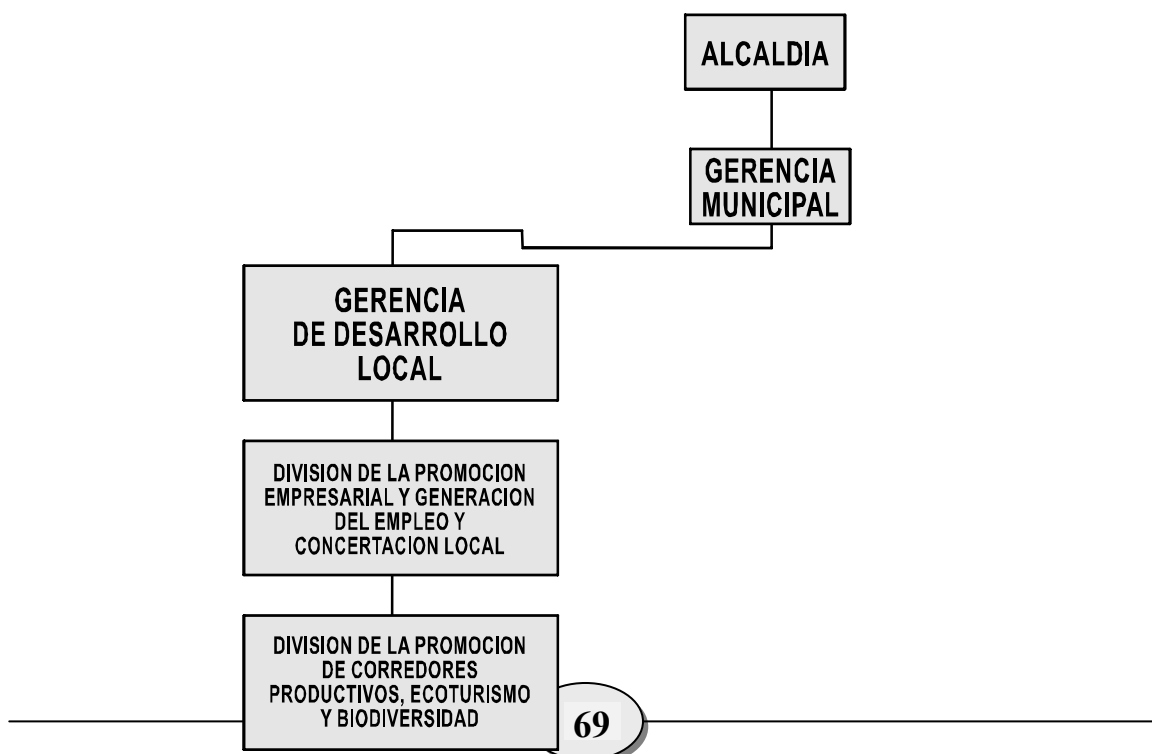 ALCALDIA
GERENCIA
MUNICIPAL
GERENCIA
DE DESARROLLO
LOCAL
DIVISION DE LA PROMOCION
EMPRESARIAL Y GENERACION
DEL EMPLEO Y
CONCERTACION LOCAL
DIVISION DE LA PROMOCION
DE CORREDORES
PRODUCTIVOS, ECOTURISMO
Y BIODIVERSIDAD
69